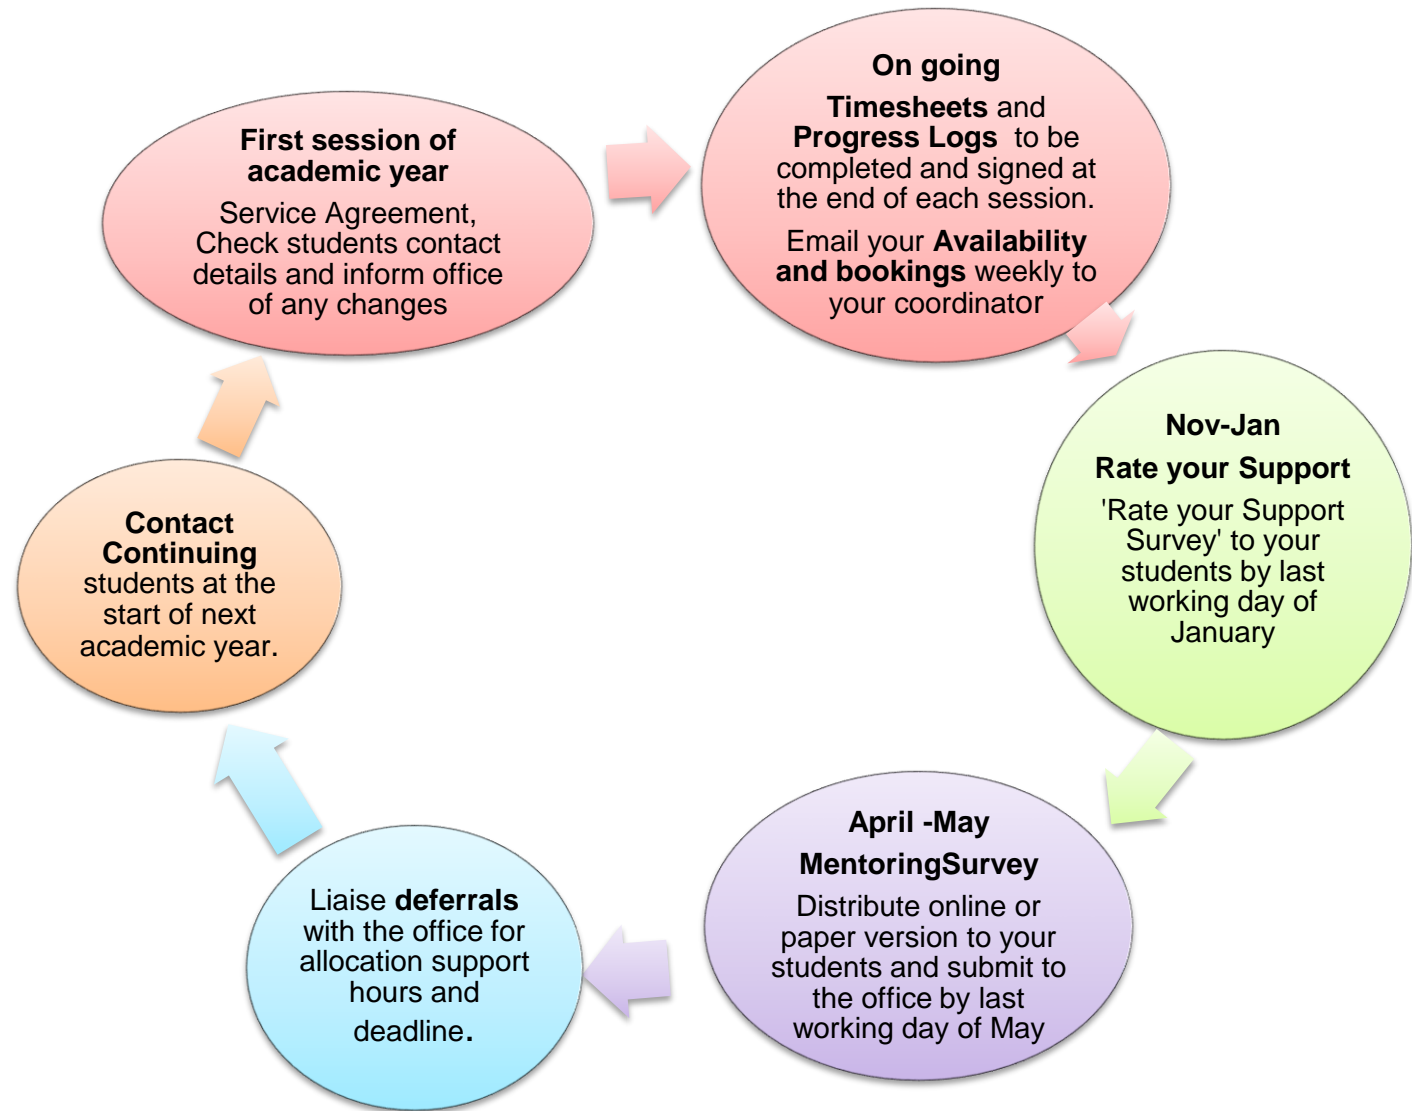 First session of
academic year
Service Agreement,
Check students contact
details and inform office
of any changes
On going
Timesheets and
Progress Logs to be
completed and signed at
the end of each session.
Email your Availability
and bookings weekly to
your coordinator
Nov-Jan
Rate your Support
'Rate your Support
Survey' to your
students by last
working day of
January
April -May
MentoringSurvey
Distribute online or
paper version to your
students and submit to
the office by last
working day of May
Liaise deferrals
with the office for
allocation support
hours and
deadline.
Contact
Continuing
students at the
start of next
academic year.